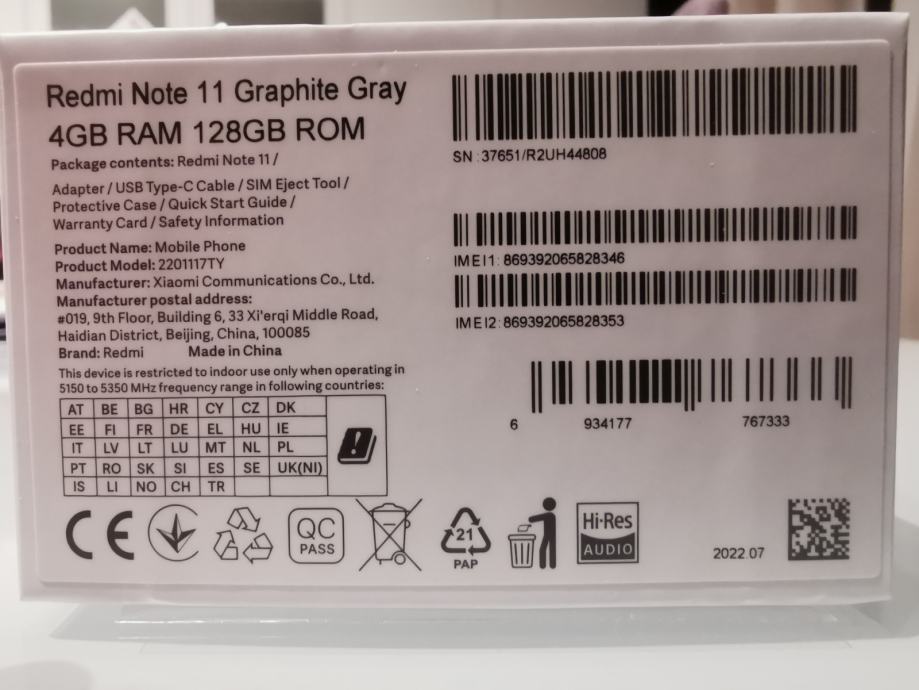 Redmi Note 11 Graphite Gray
4GB RAM 128GB ROM
Package contents: Redmi Note 11 /
Adapter / USB Type-C Cable / SIM Eject Tool /
Protective Case / Quick Start Guide /
Warranty Card / Safety Information
Product Name: Mobile Phone
Product Model: 2201117TY
Manufacturer: Xiaomi Communications Co., Ltd.
Manufacturer postal address:
#019, 9th Floor, Building 6, 33 Xi'erqi Middle Road,
Haidian District, Beijing, China, 100085
Brand: Redmi Made in China
This device is restricted to indoor use only when operating in
5150 to 5350 MHz frequency range in following countries:
AT BE BG HR CY CZ DK
EE FI FR DE EL HU IE
IT LV LT LU MT NL PL
PT RO SK SI ES SE UK(NI)
IS LI NO CH TR
SN :37651/R2UH44808
IMEI1: 869392065828346
IMEI2: 869392065828353
6 934177 767333
CE
QC
PASS
21
PAP
Hi·Res
AUDIO
2022.07